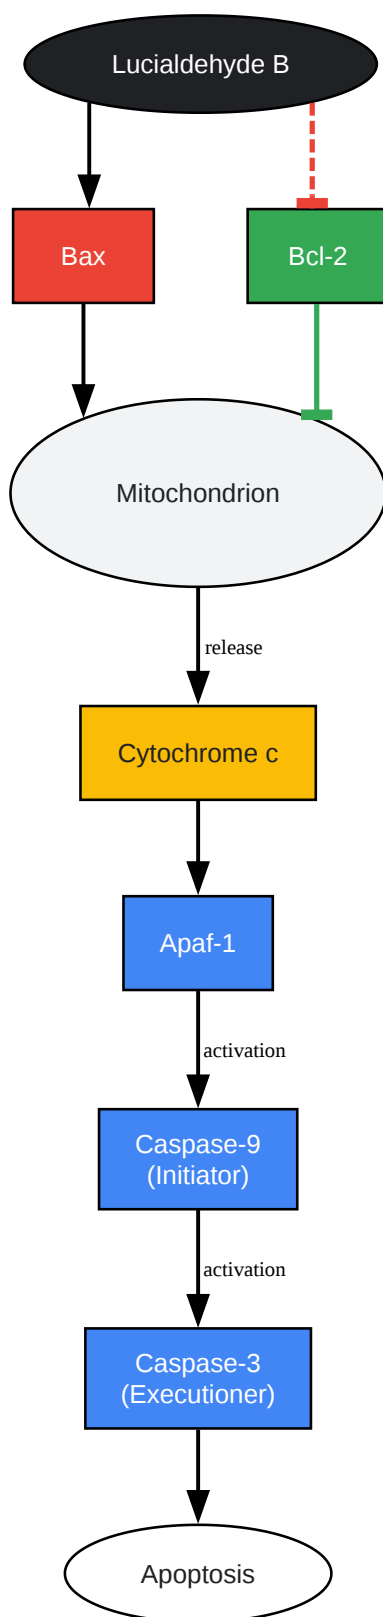 Lucialdehyde B
Bax
Bcl-2
Mitochondrion
release
Cytochrome c
Apaf-1
activation
Caspase-9
(Initiator)
activation
Caspase-3
(Executioner)
Apoptosis